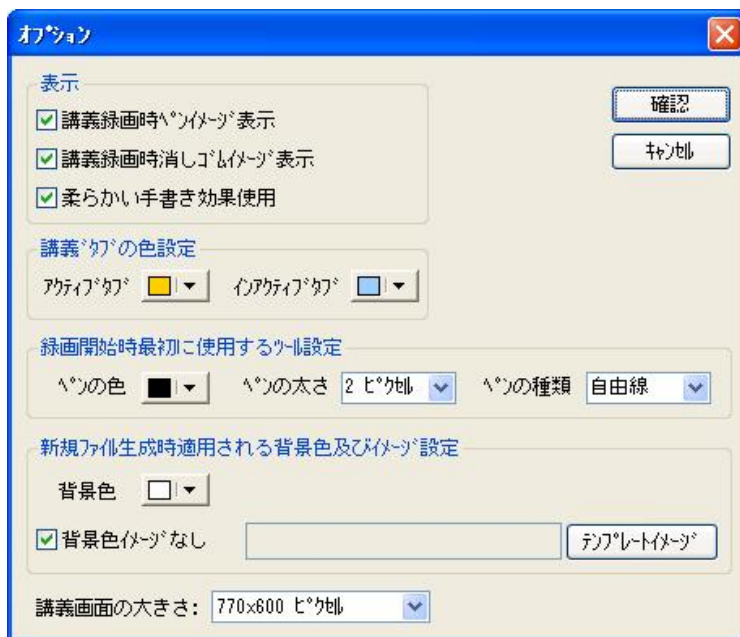 ｵﾌﾟｼｮﾝ
表示
講義録画時ﾍﾟﾝｲﾒｰｼﾞ表示
確認
講義録画時消しｺﾞﾑｲﾒｰｼﾞ表示
ｷｬﾝｾﾙ
柔らかい手書き効果使用
講義ﾞﾀﾌﾞの色設定
ｱｸﾃｨﾌﾞﾀﾌﾞ ｲﾝｱｸﾃｨﾌﾞﾀﾌﾞ
録画開始時最初に使用するﾂｰﾙ設定
ﾍﾟﾝの色 ﾍﾟﾝの太さ 2 ﾋﾟｸｾﾙ ﾍﾟﾝの種類 自由線
新規ﾌｧｲﾙ生成時適用される背景色及びｲﾒｰｼﾞ設定
背景色
背景色ｲﾒｰｼﾞなし ﾃﾝﾌﾟﾚｰﾄｲﾒｰｼﾞ
講義画面の大きさ: 770x600 ﾋﾟｸｾﾙ